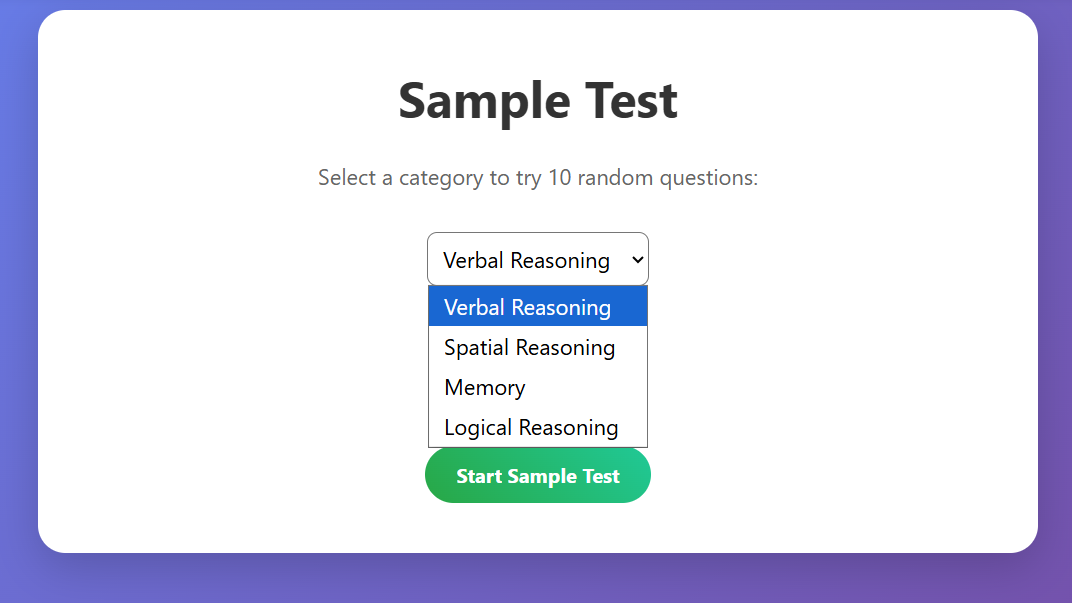 Sample Test
Select a category to try 10 random questions:
Verbal Reasoning
Verbal Reasoning
Spatial Reasoning
Memory
Logical Reasoning
Start Sample Test